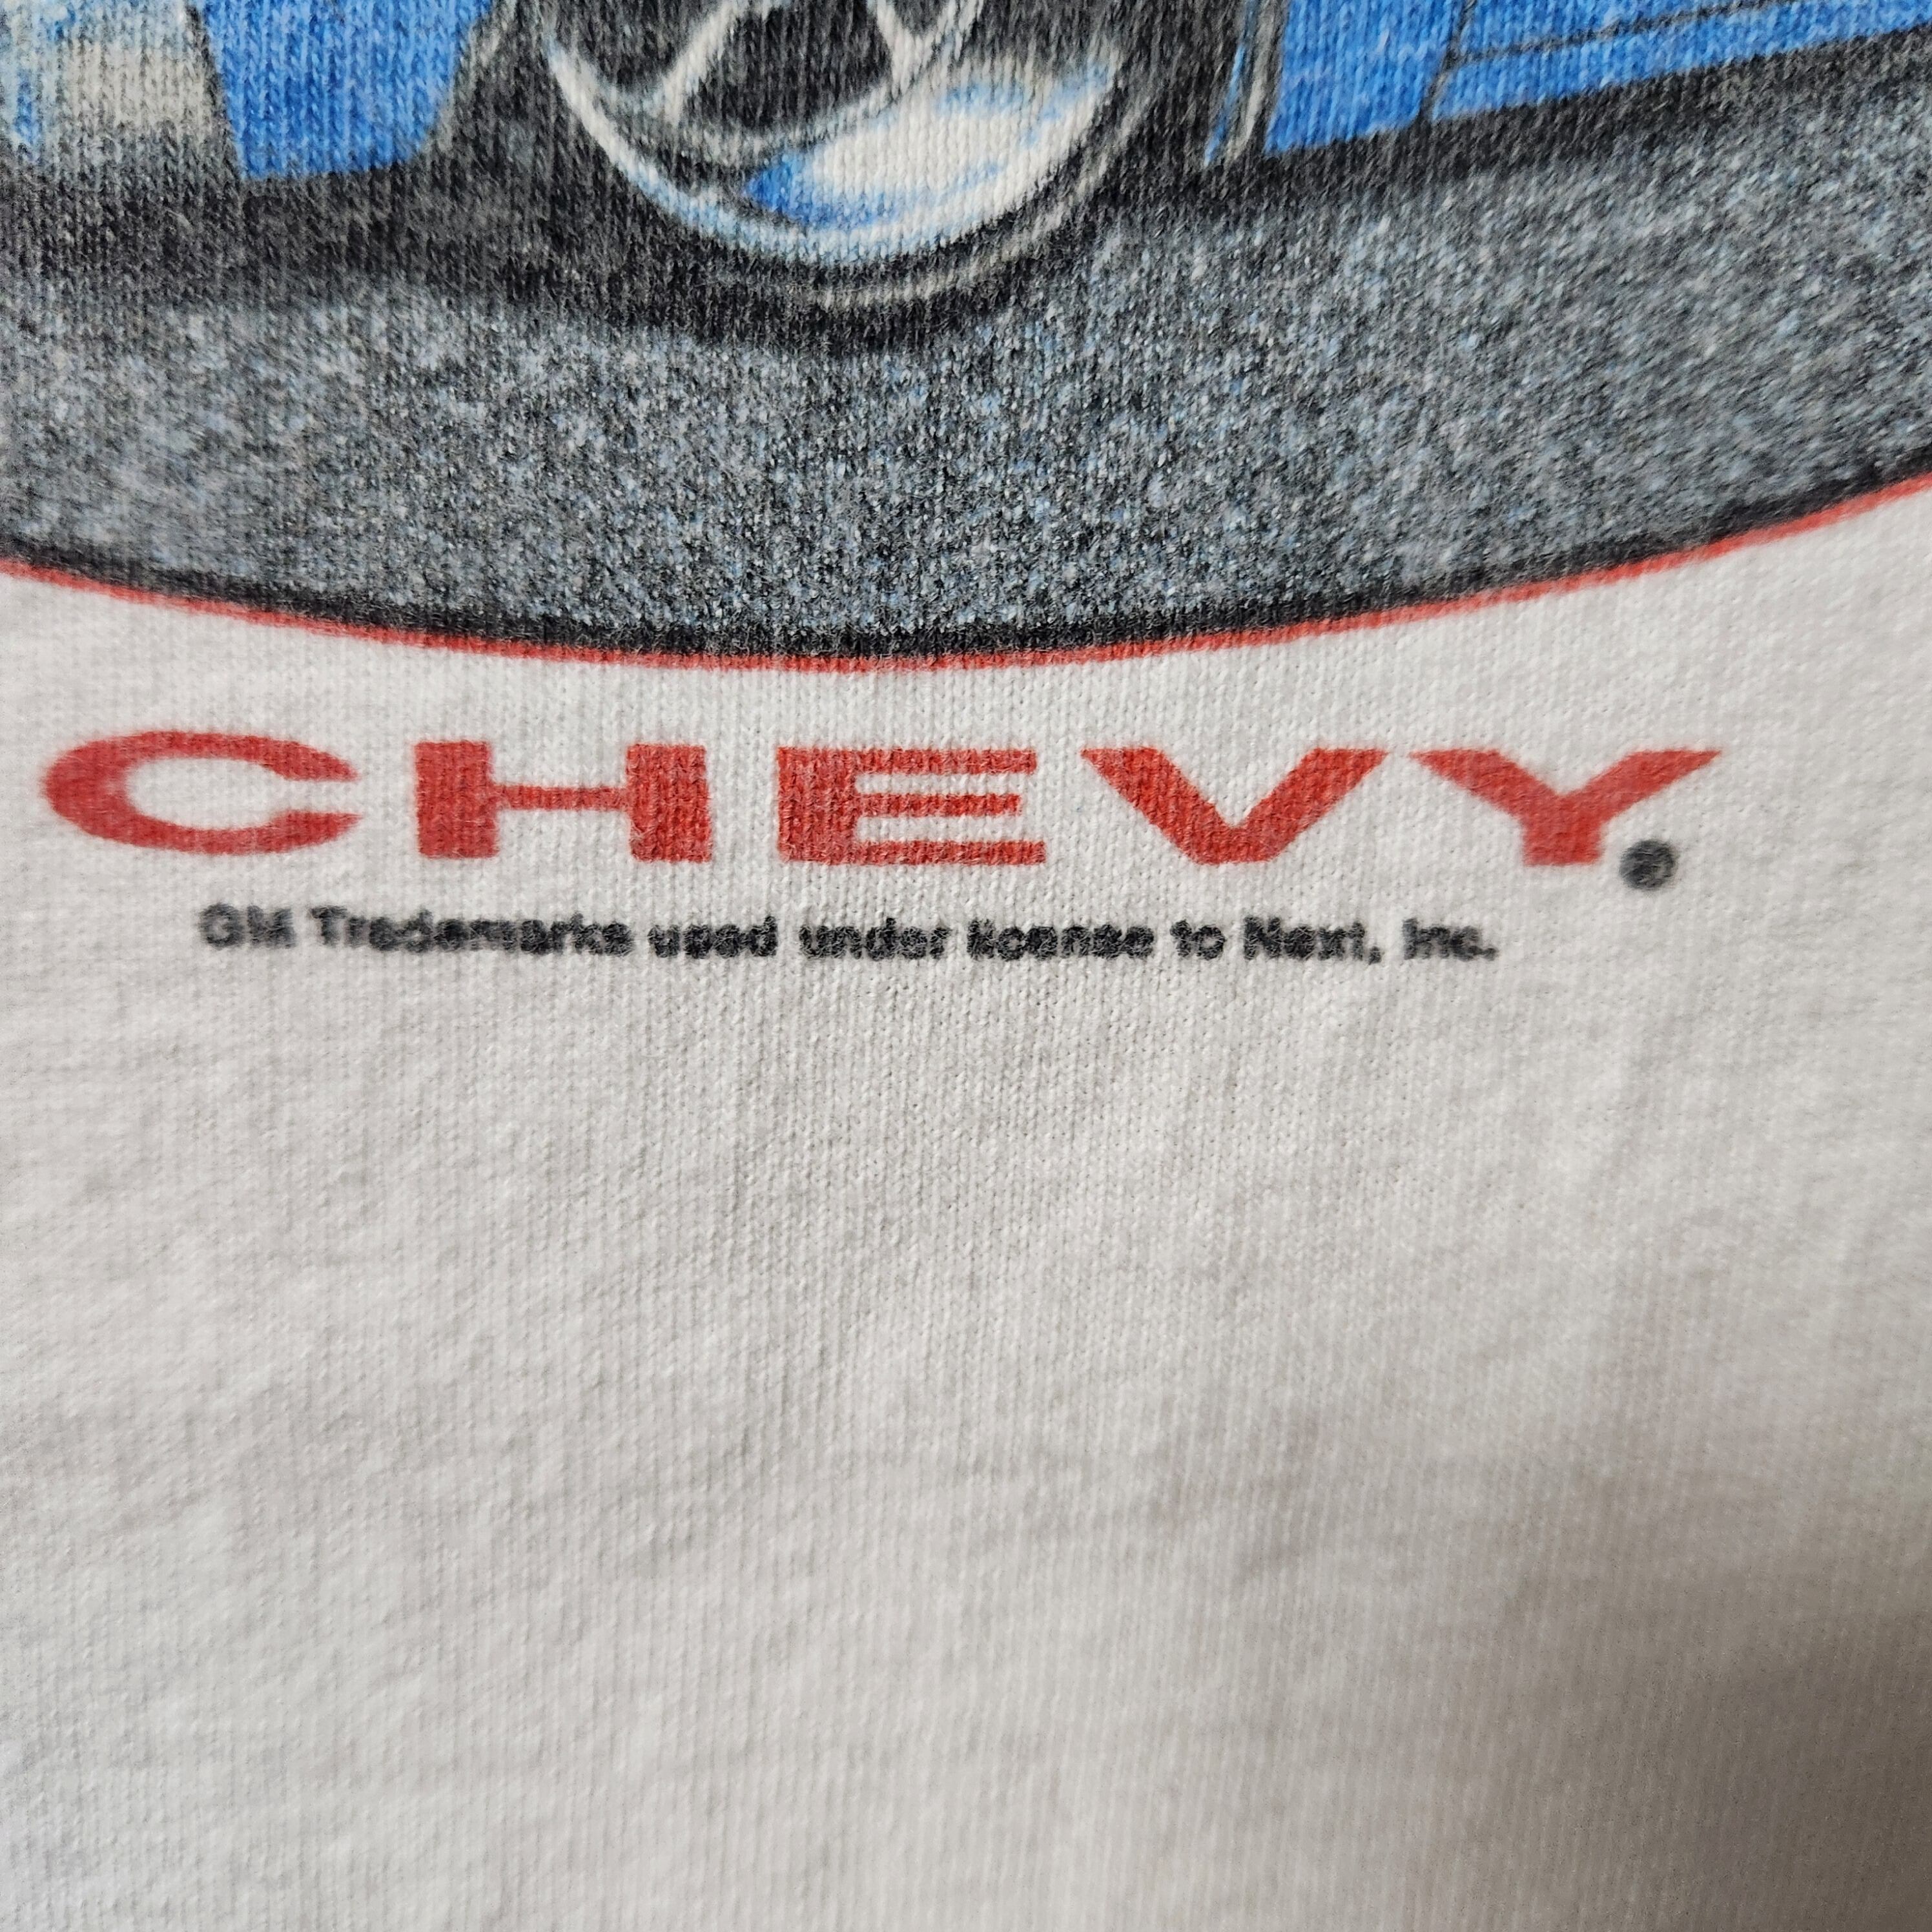 CHEVY®
GM Trademarks used under license to Next, Inc.